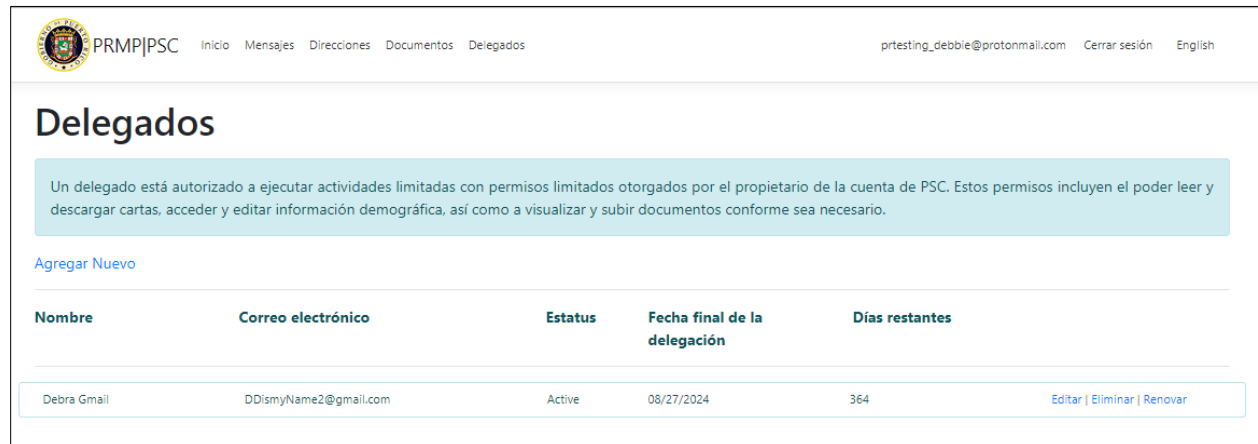 PRMP|PSC Inicio Mensajes Direcciones Documentos Delegados prtesting_debbie@protonmail.com Cerrar sesión English
Delegados
Un delegado está autorizado a ejecutar actividades limitadas con permisos limitados otorgados por el propietario de la cuenta de PSC. Estos permisos incluyen el poder leer y
descargar cartas, acceder y editar información demográfica, así como a visualizar y subir documentos conforme sea necesario.
Agregar Nuevo
Nombre Correo electrónico Estatus Fecha final de la Días restantes
delegación
Debra Gmail DDismyName2@gmail.com Active 08/27/2024 364 Editar | Eliminar | Renovar